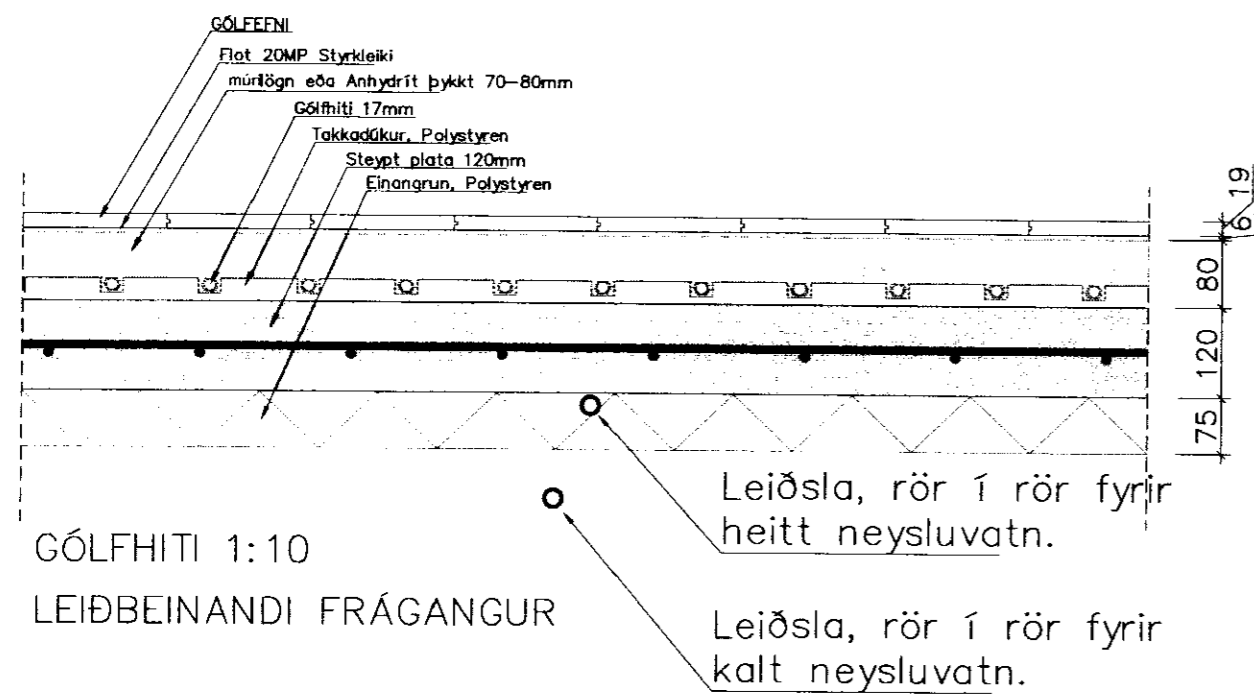 GÓLFEFNI
Flot 20MP Styrkleiki
múrílögn eða Anhydrít þykkt 70-80mm
Gólfhiti 17mm
Takkadúkur, Polystyren
Steypt plata 120mm
Einangrun, Polystyren
6 19
80
120
75
Leiðsla, rör í rör fyrir
heitt neysluvatn.
GÓLFHITI 1:10
LEIÐBEINANDI FRÁGANGUR
Leiðsla, rör í rör fyrir
kalt neysluvatn.